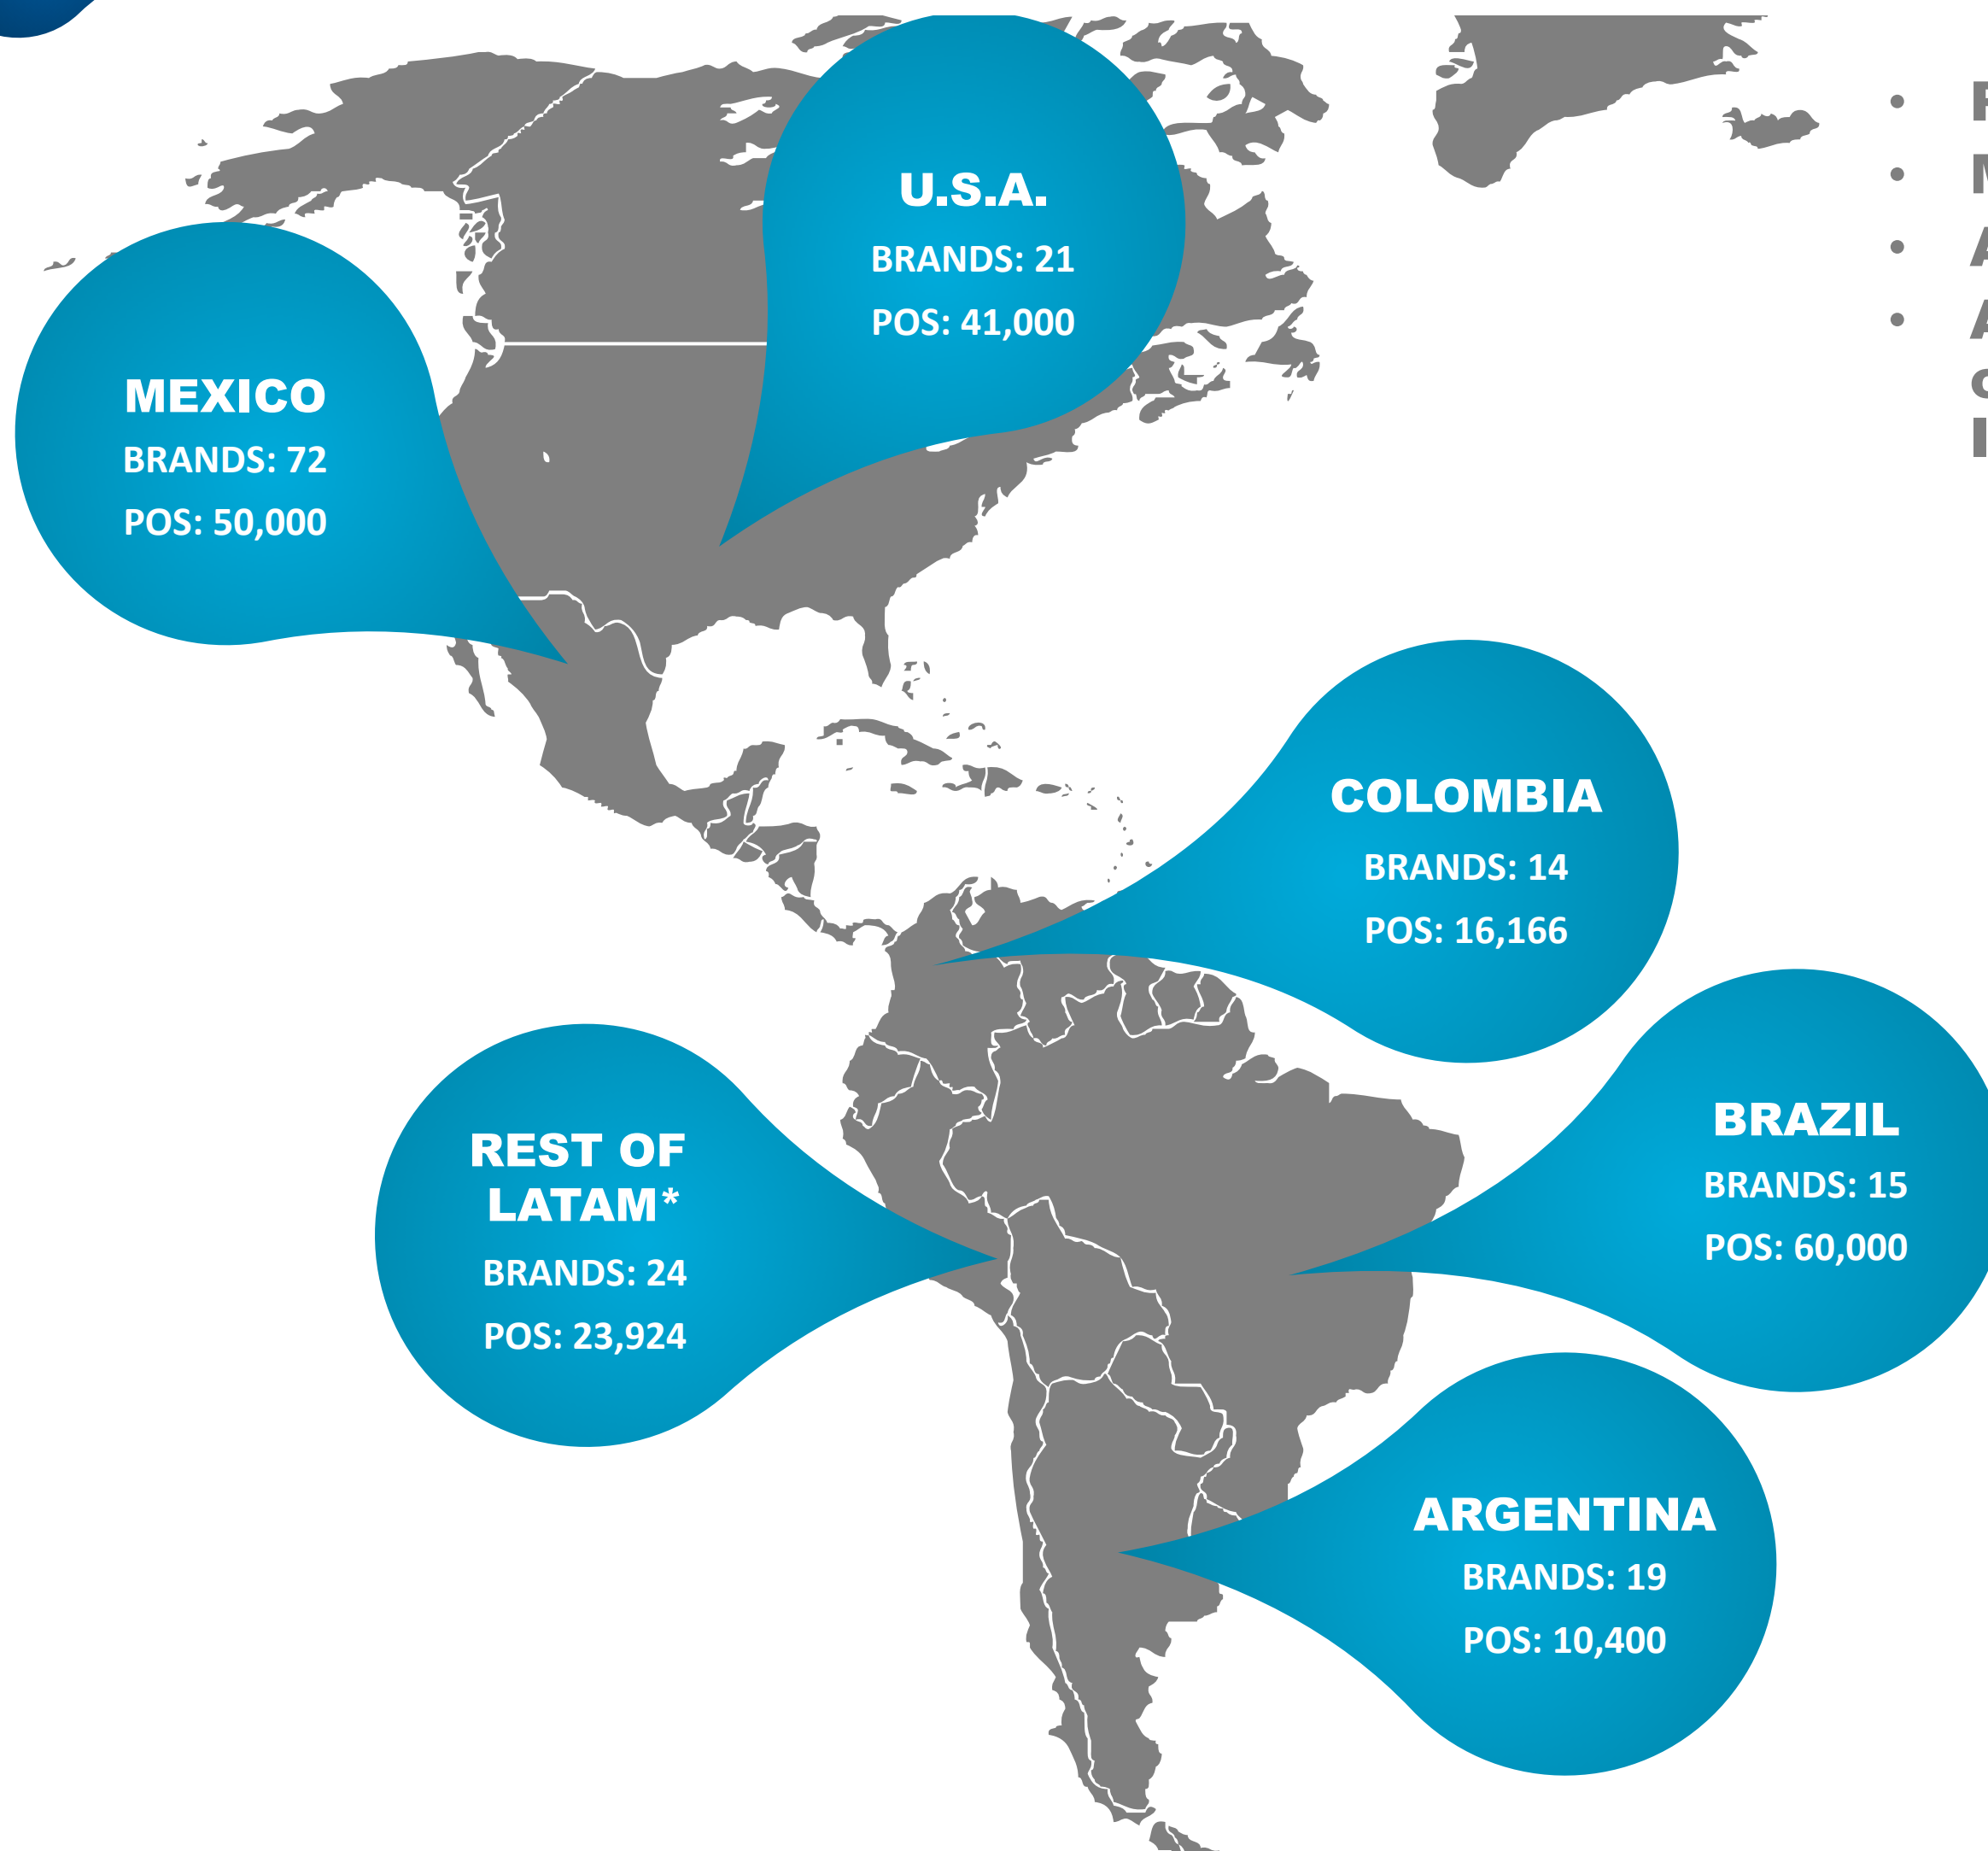 U.S.A.
BRANDS: 21
POS: 41,000
MEXICO
BRANDS: 72
POS: 50,000
COLOMBIA
BRANDS: 14
POS: 16,166
BRAZIL
BRANDS: 15
POS: 60,000
REST OF
LATAM*
BRANDS: 24
POS: 23,924
ARGENTINA
BRANDS: 19
POS: 10,400